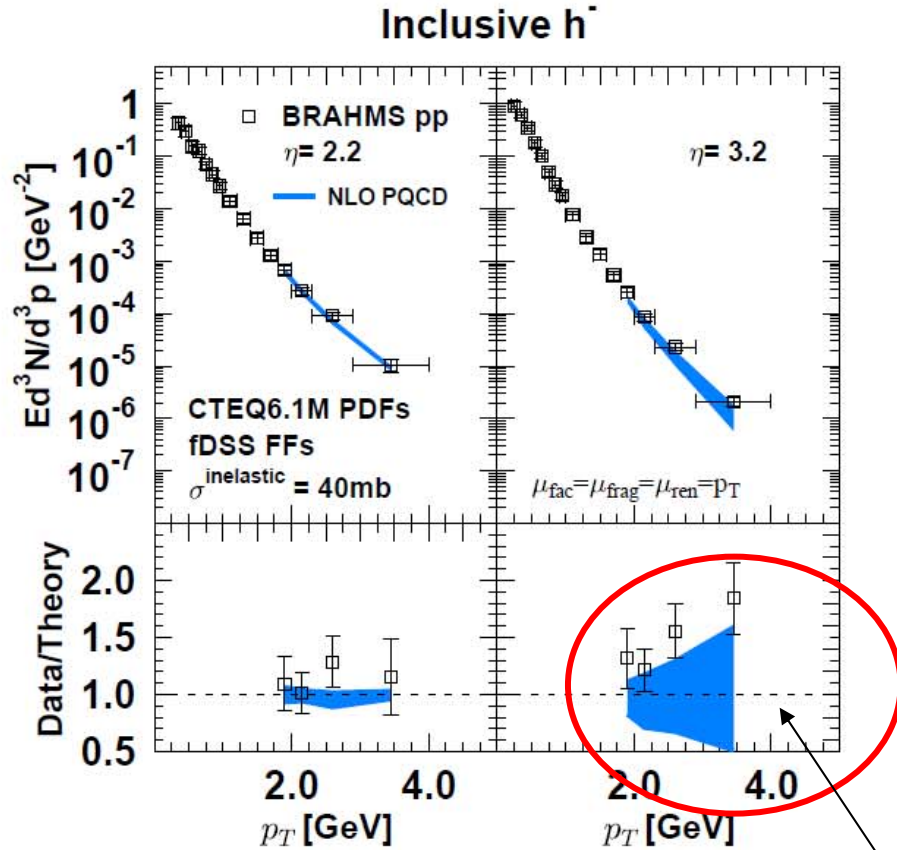 Inclusive h⁻
BRAHMS pp
η= 2.2
NLO PQCD
η= 3.2
Ed³N/d³p [GeV⁻²]
1
10⁻¹
10⁻²
10⁻³
10⁻⁴
10⁻⁵
10⁻⁶
10⁻⁷
CTEQ6.1M PDFs
fDSS FFs
σ^inelastic = 40mb
μ_fac=μ_frag=μ_ren=p_T
Data/Theory
2.0
1.5
1.0
0.5
2.0 4.0 2.0 4.0
p_T [GeV] p_T [GeV]